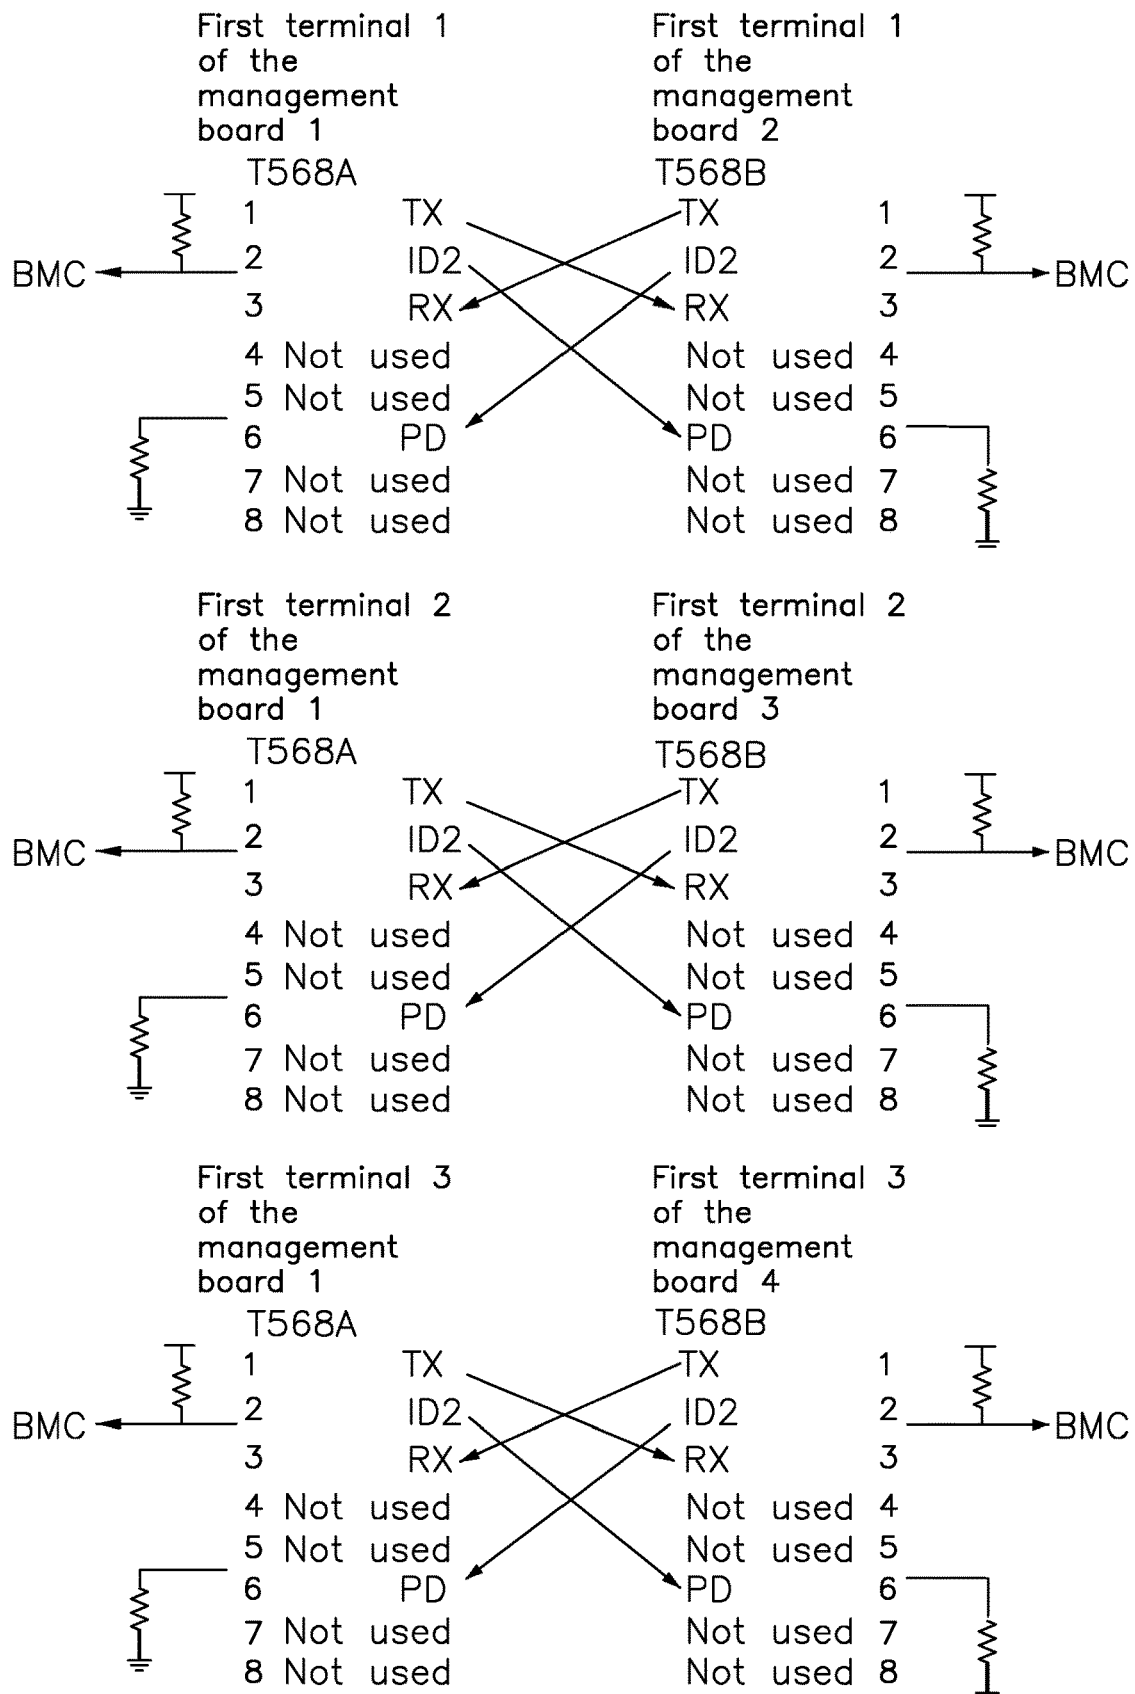 First terminal 1
of the
management
board 1
First terminal 1
of the
management
board 2
T568A
T568B
1 TX TX 1
BMC 2 ID2 ID2 2 BMC
3 RX RX 3
4 Not used Not used 4
5 Not used Not used 5
6 PD PD 6
7 Not used Not used 7
8 Not used Not used 8
First terminal 2
of the
management
board 1
First terminal 2
of the
management
board 3
T568A
T568B
1 TX TX 1
BMC 2 ID2 ID2 2 BMC
3 RX RX 3
4 Not used Not used 4
5 Not used Not used 5
6 PD PD 6
7 Not used Not used 7
8 Not used Not used 8
First terminal 3
of the
management
board 1
First terminal 3
of the
management
board 4
T568A
T568B
1 TX TX 1
BMC 2 ID2 ID2 2 BMC
3 RX RX 3
4 Not used Not used 4
5 Not used Not used 5
6 PD PD 6
7 Not used Not used 7
8 Not used Not used 8